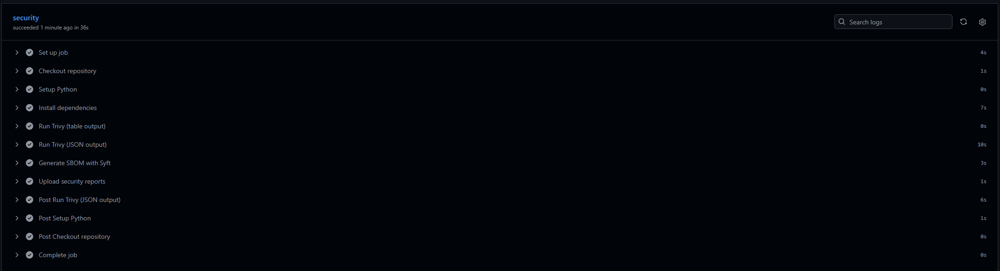 security
succeeded 1 minute ago in 36s
Search logs
Set up job 4s
Checkout repository 1s
Setup Python 0s
Install dependencies 7s
Run Trivy (table output) 0s
Run Trivy (JSON output) 10s
Generate SBOM with Syft 3s
Upload security reports 1s
Post Run Trivy (JSON output) 6s
Post Setup Python 1s
Post Checkout repository 0s
Complete job 0s